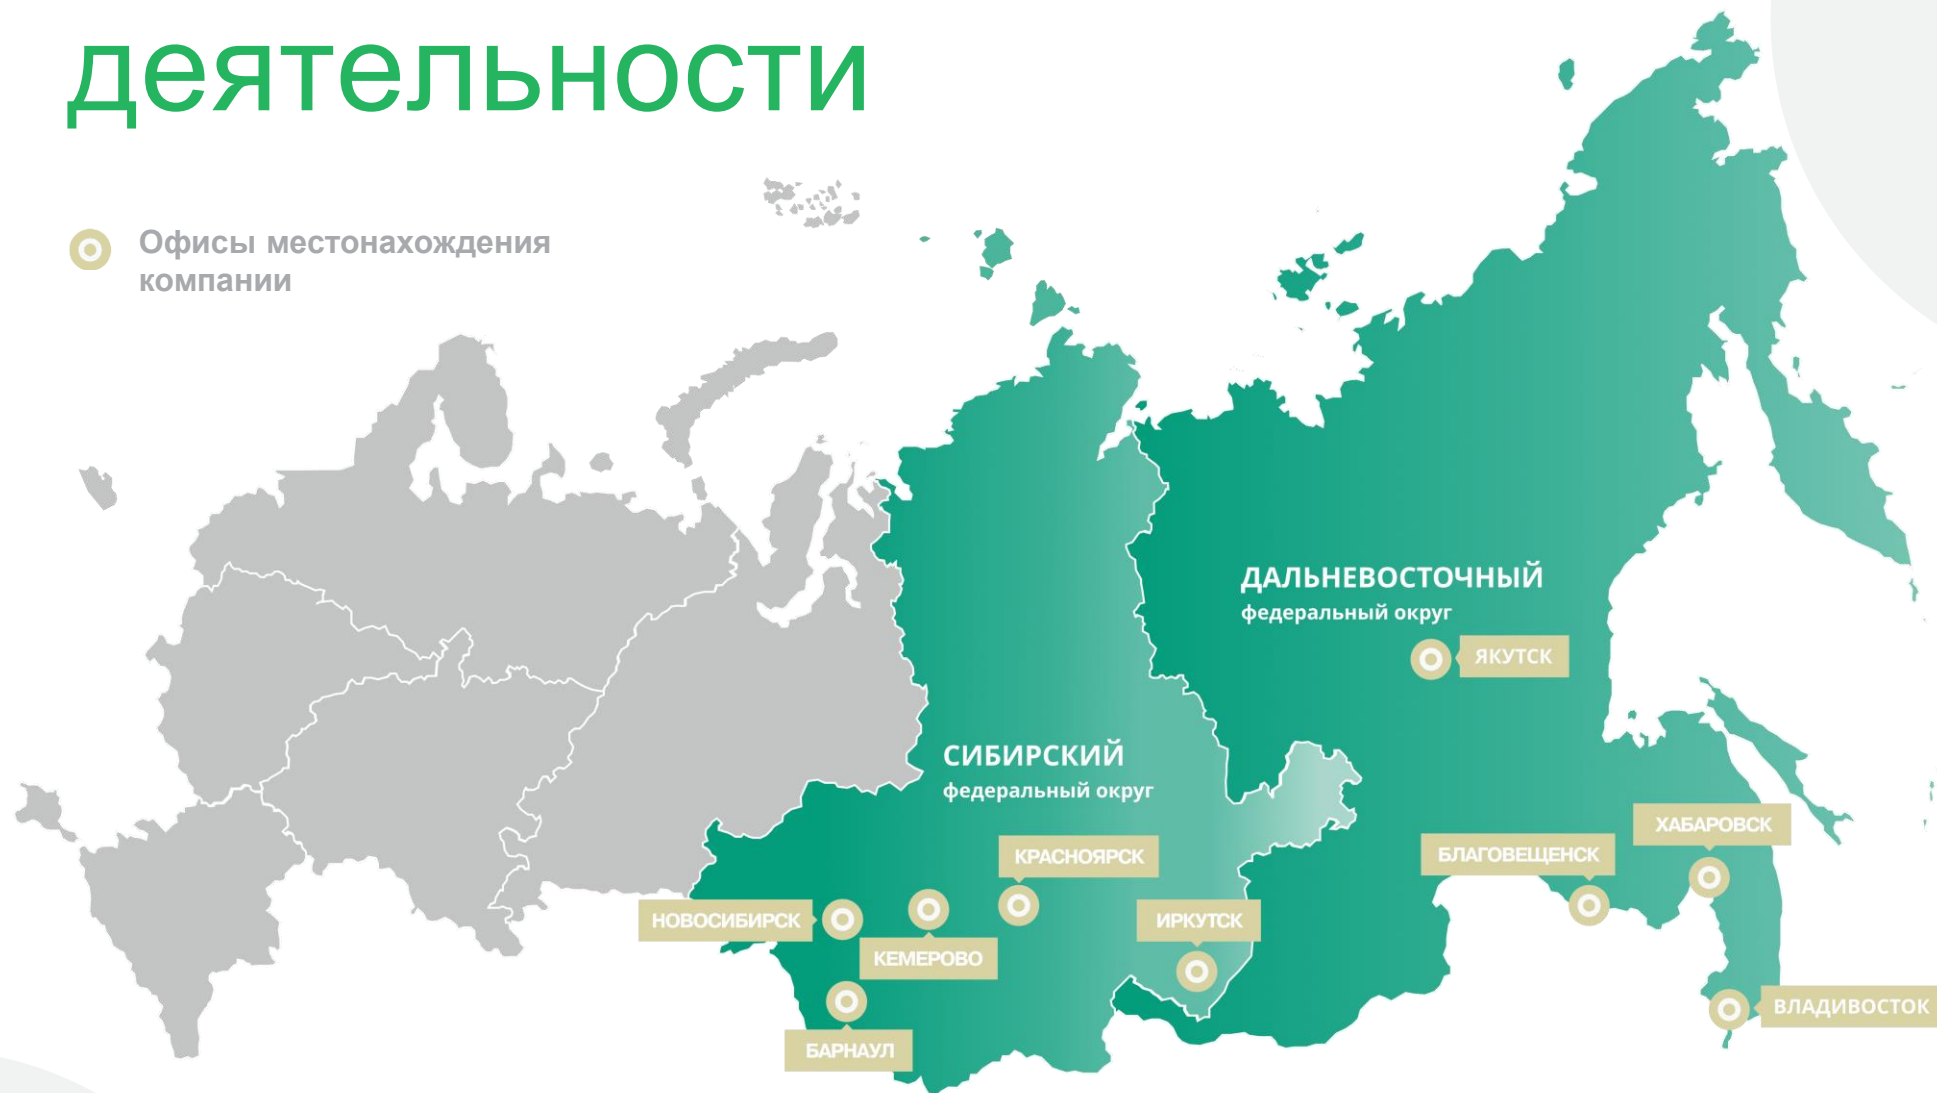 деятельности
Офисы местонахождения
компании
ДАЛЬНЕВОСТОЧНЫЙ
федеральный округ
ЯКУТСК
СИБИРСКИЙ
федеральный округ
ХАБАРОВСК
БЛАГОВЕЩЕНСК
КРАСНОЯРСК
НОВОСИБИРСК
ИРКУТСК
КЕМЕРОВО
ВЛАДИВОСТОК
БАРНАУЛ